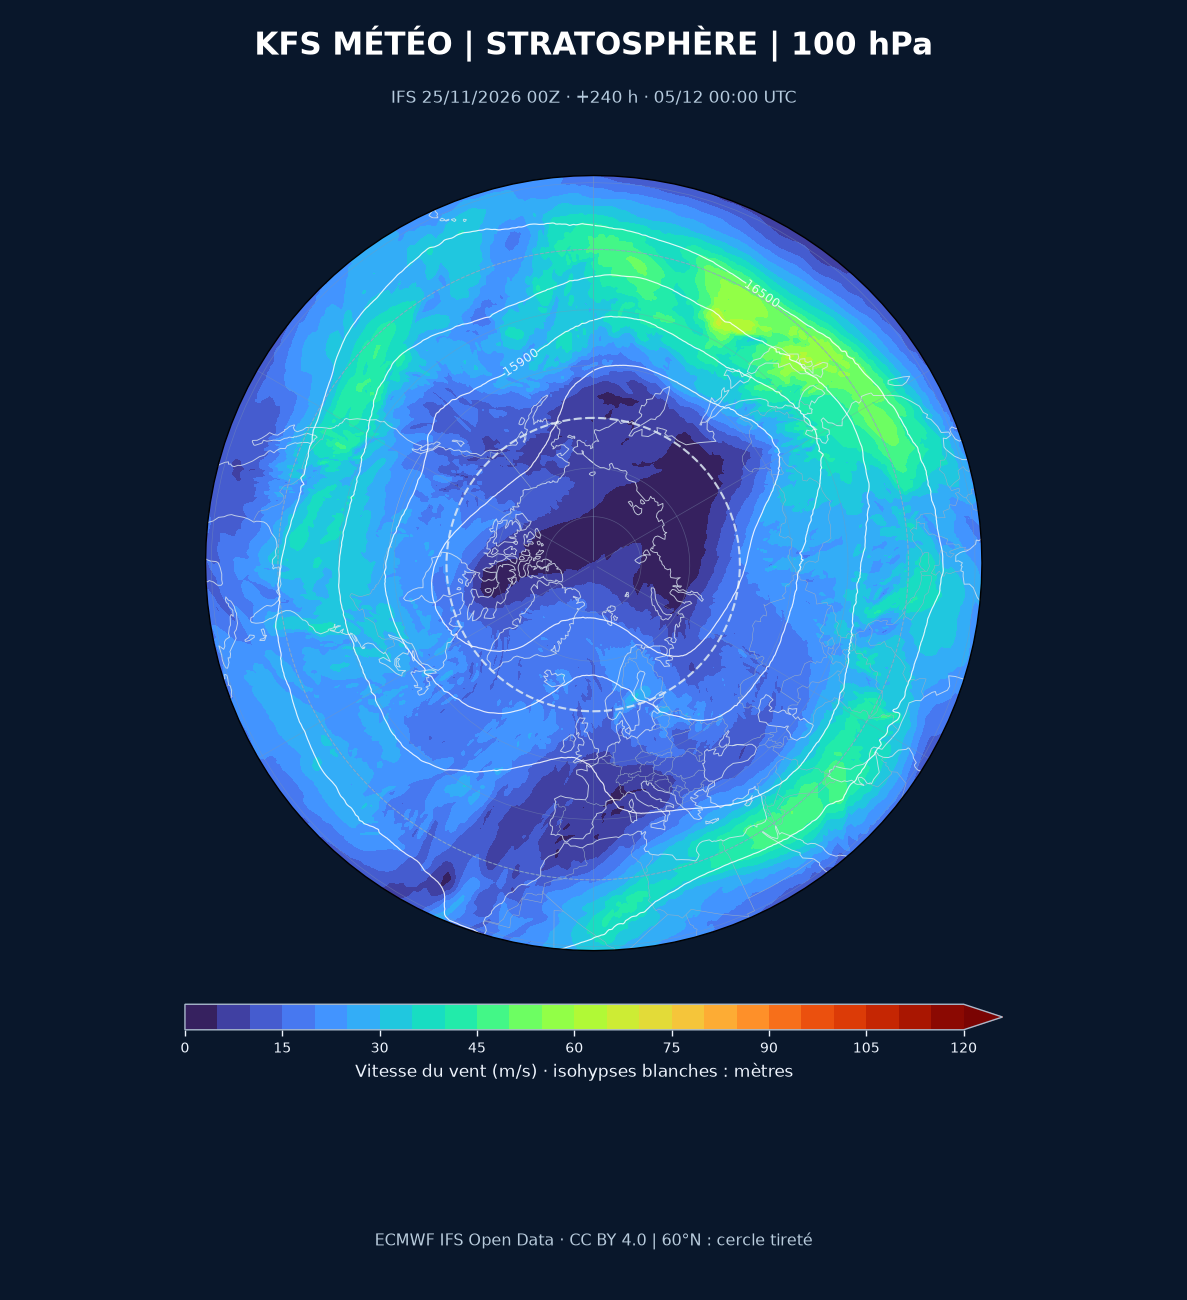 KFS MÉTÉO | STRATOSPHÈRE | 100 hPa
IFS 25/11/2026 00Z · +240 h · 05/12 00:00 UTC
16500
15900
0 15 30 45 60 75 90 105 120
Vitesse du vent (m/s) · isohypses blanches : mètres
ECMWF IFS Open Data · CC BY 4.0 | 60°N : cercle tireté